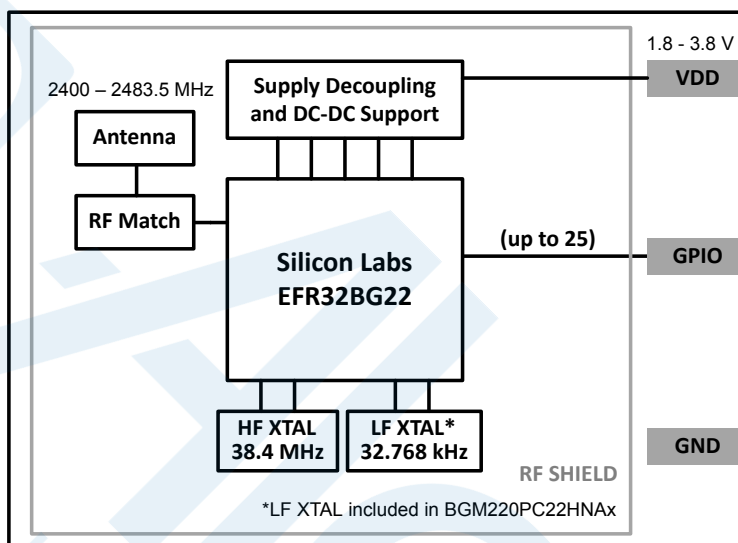 1.8 - 3.8 V
VDD
2400 – 2483.5 MHz
Supply Decoupling
and DC-DC Support
Antenna
RF Match
(up to 25)
GPIO
Silicon Labs
EFR32BG22
HF XTAL
38.4 MHz
LF XTAL*
32.768 kHz
GND
RF SHIELD
*LF XTAL included in BGM220PC22HNAx